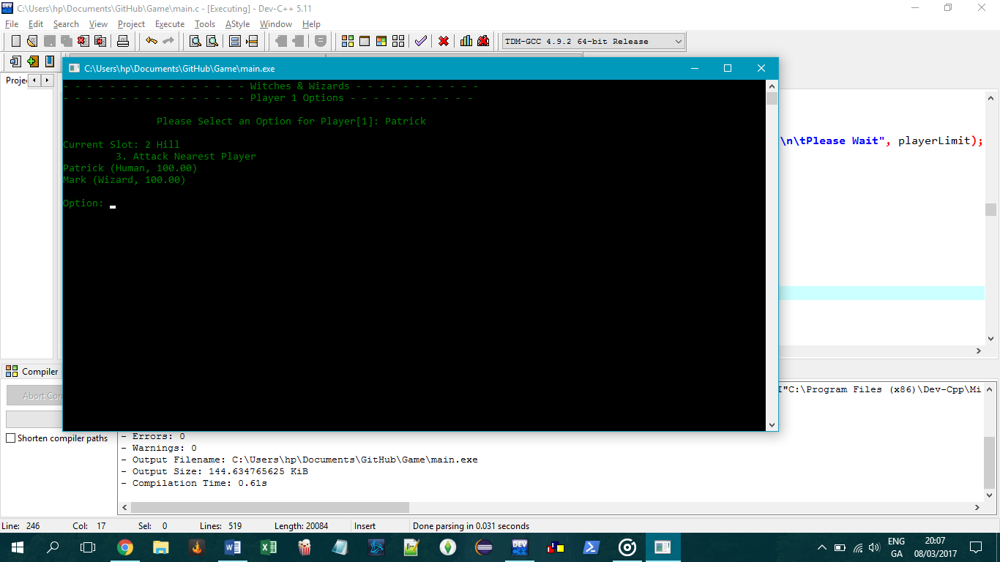 C:\Users\hp\Documents\GitHub\Game\main.c - [Executing] - Dev-C++ 5.11
File Edit Search View Project Execute Tools AStyle Window Help
TDM-GCC 4.9.2 64-bit Release
Projec
C:\Users\hp\Documents\GitHub\Game\main.exe
- - - - - - - - - - - - - - - - Witches & Wizards - - - - - - - - - - -
- - - - - - - - - - - - - - - - Player 1 Options - - - - - - - - - - -
Please Select an Option for Player[1]: Patrick
Current Slot: 2 Hill
3. Attack Nearest Player
Patrick (Human, 100.00)
Mark (Wizard, 100.00)
Option:
\n\tPlease Wait", playerLimit);
Compiler
Abort Com
I"C:\Program Files (x86)\Dev-Cpp\Mi
Shorten compiler paths
- Errors: 0
- Warnings: 0
- Output Filename: C:\Users\hp\Documents\GitHub\Game\main.exe
- Output Size: 144.634765625 KiB
- Compilation Time: 0.61s
Line: 246 Col: 17 Sel: 0 Lines: 519 Length: 20084 Insert Done parsing in 0.031 seconds
ENG
GA
20:07
08/03/2017